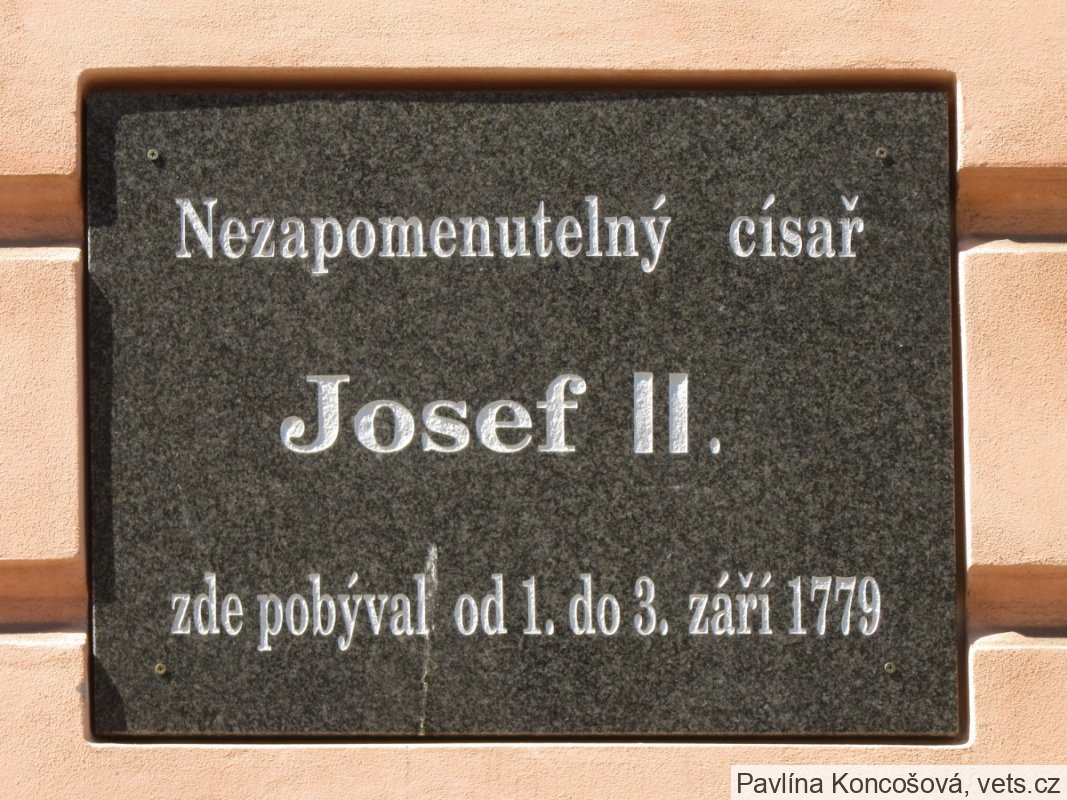 Nezapomenutelný císař
Josef II.
zde pobýval od 1. do 3. září 1779
Pavlína Koncošová, vets.cz